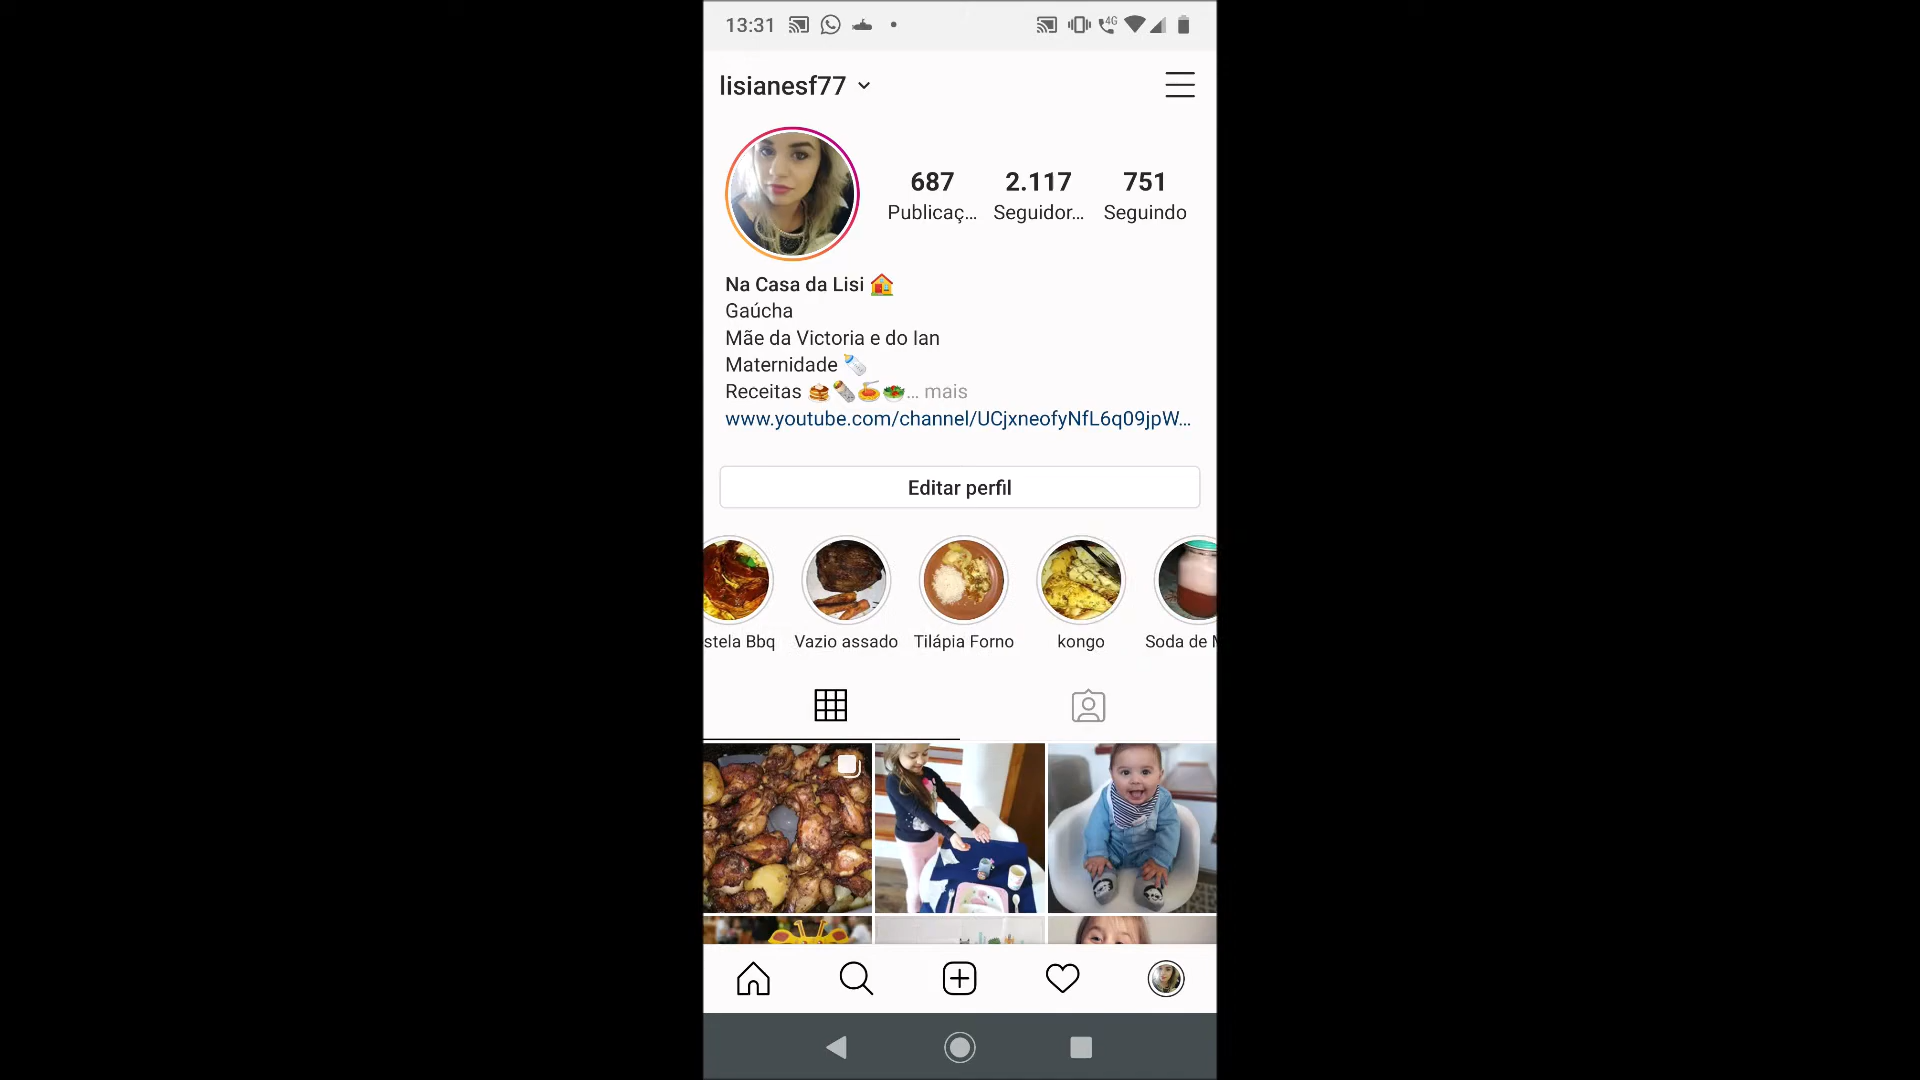 13:31
4G
lisianesf77
687 2.117 751
Publicaç... Seguidor... Seguindo
Na Casa da Lisi 🏠
Gaúcha
Mãe da Victoria e do Ian
Maternidade 🍼
Receitas 🥞🌯🍝🥗... mais
www.youtube.com/channel/UCjxneofyNfL6q09jpW...
Editar perfil
stela Bbq Vazio assado Tilápia Forno kongo Soda de M